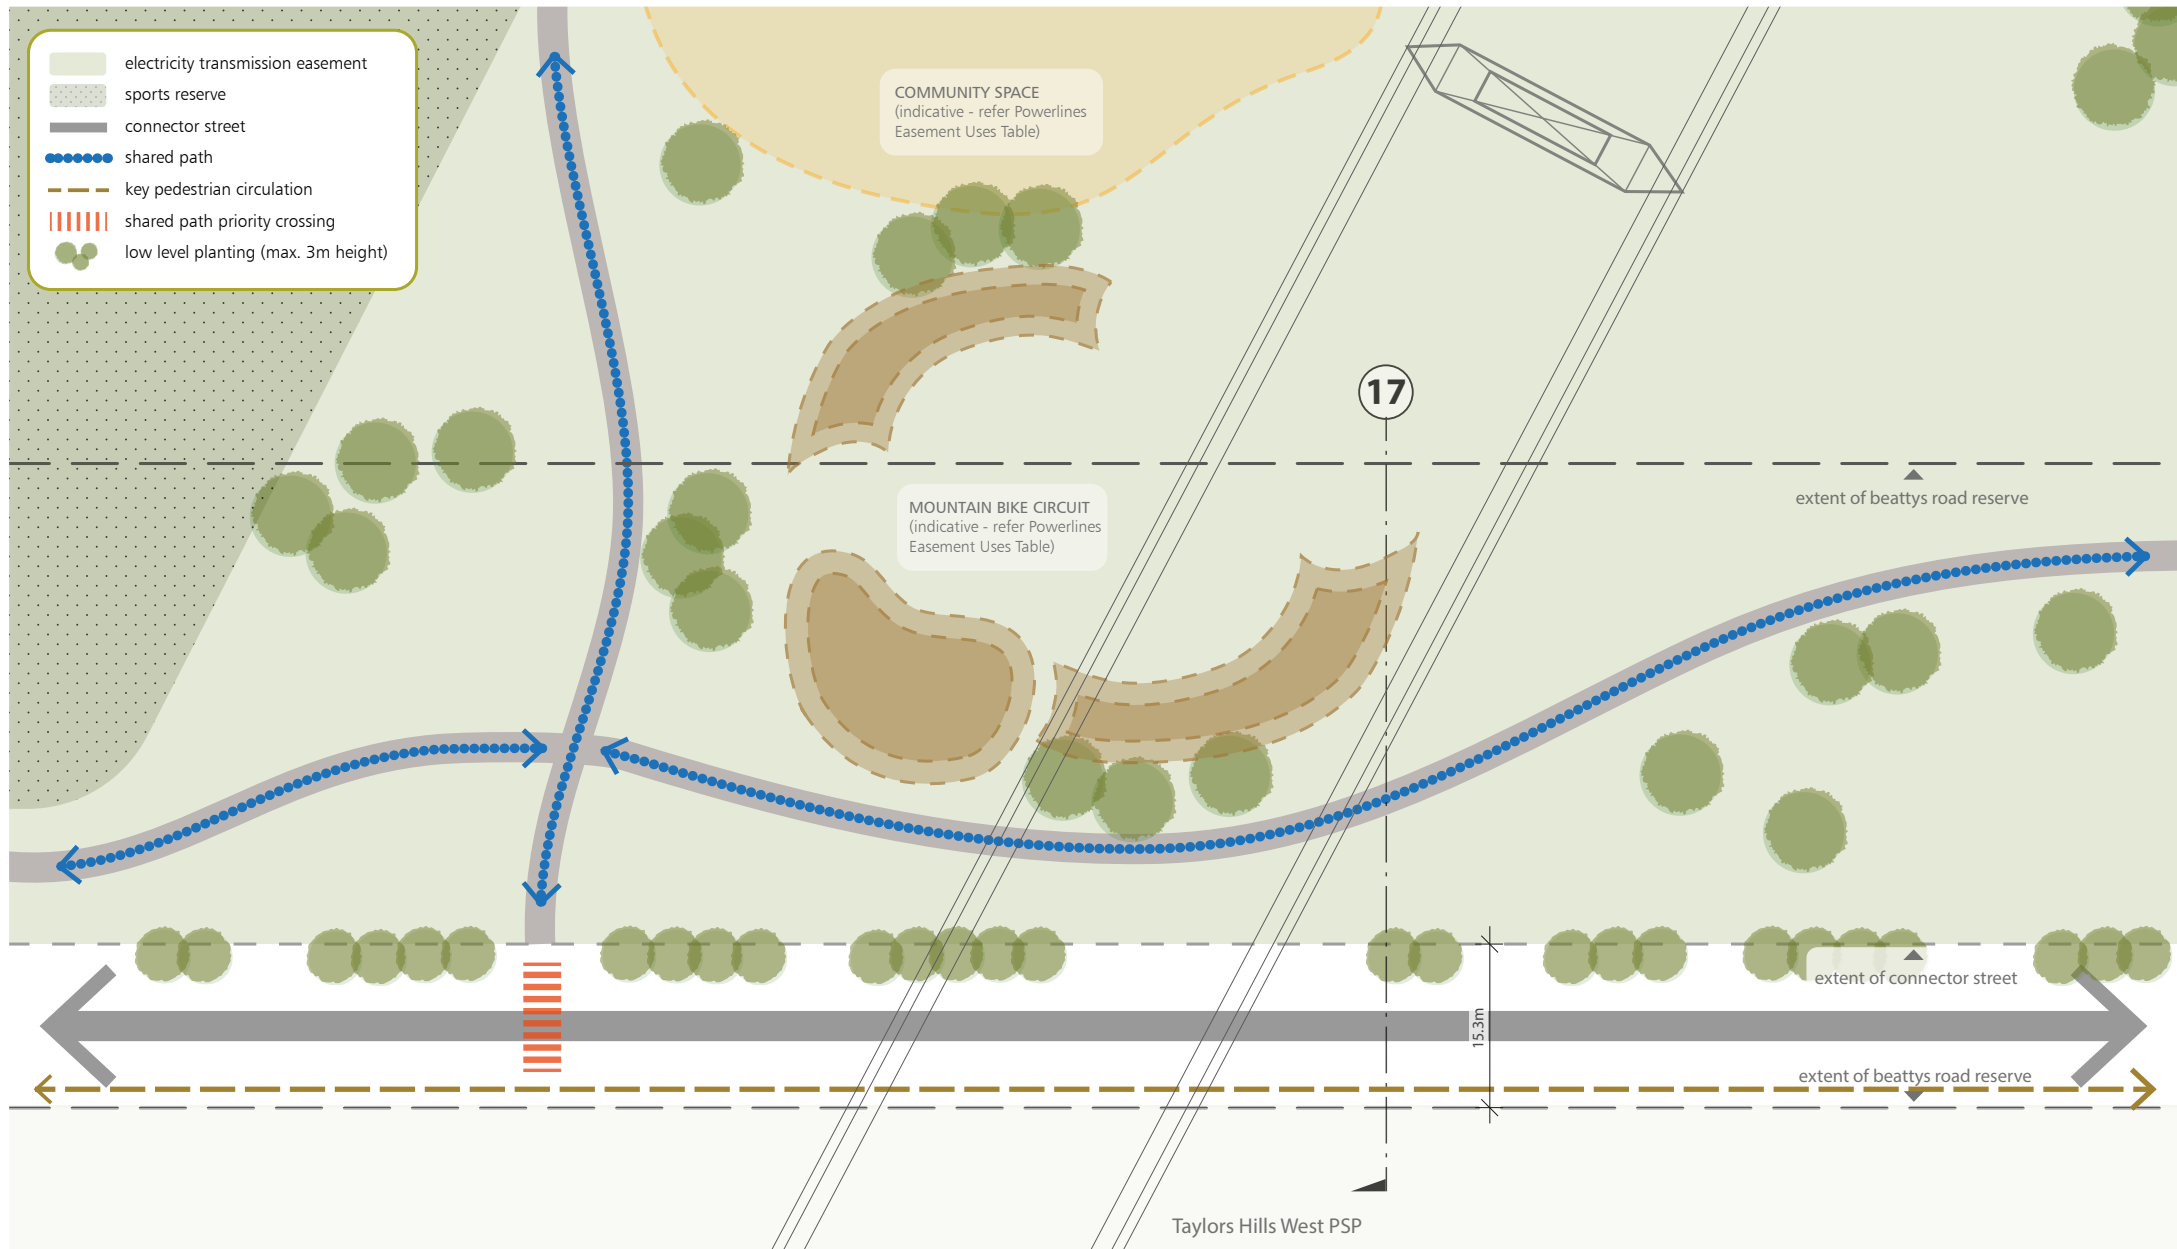 electricity transmission easement
sports reserve
connector street
shared path
key pedestrian circulation
shared path priority crossing
low level planting (max. 3m height)
COMMUNITY SPACE
(indicative - refer Powerlines
Easement Uses Table)
17
extent of beattys road reserve
MOUNTAIN BIKE CIRCUIT
(indicative - refer Powerlines
Easement Uses Table)
extent of connector street
15.3m
extent of beattys road reserve
Taylors Hills West PSP